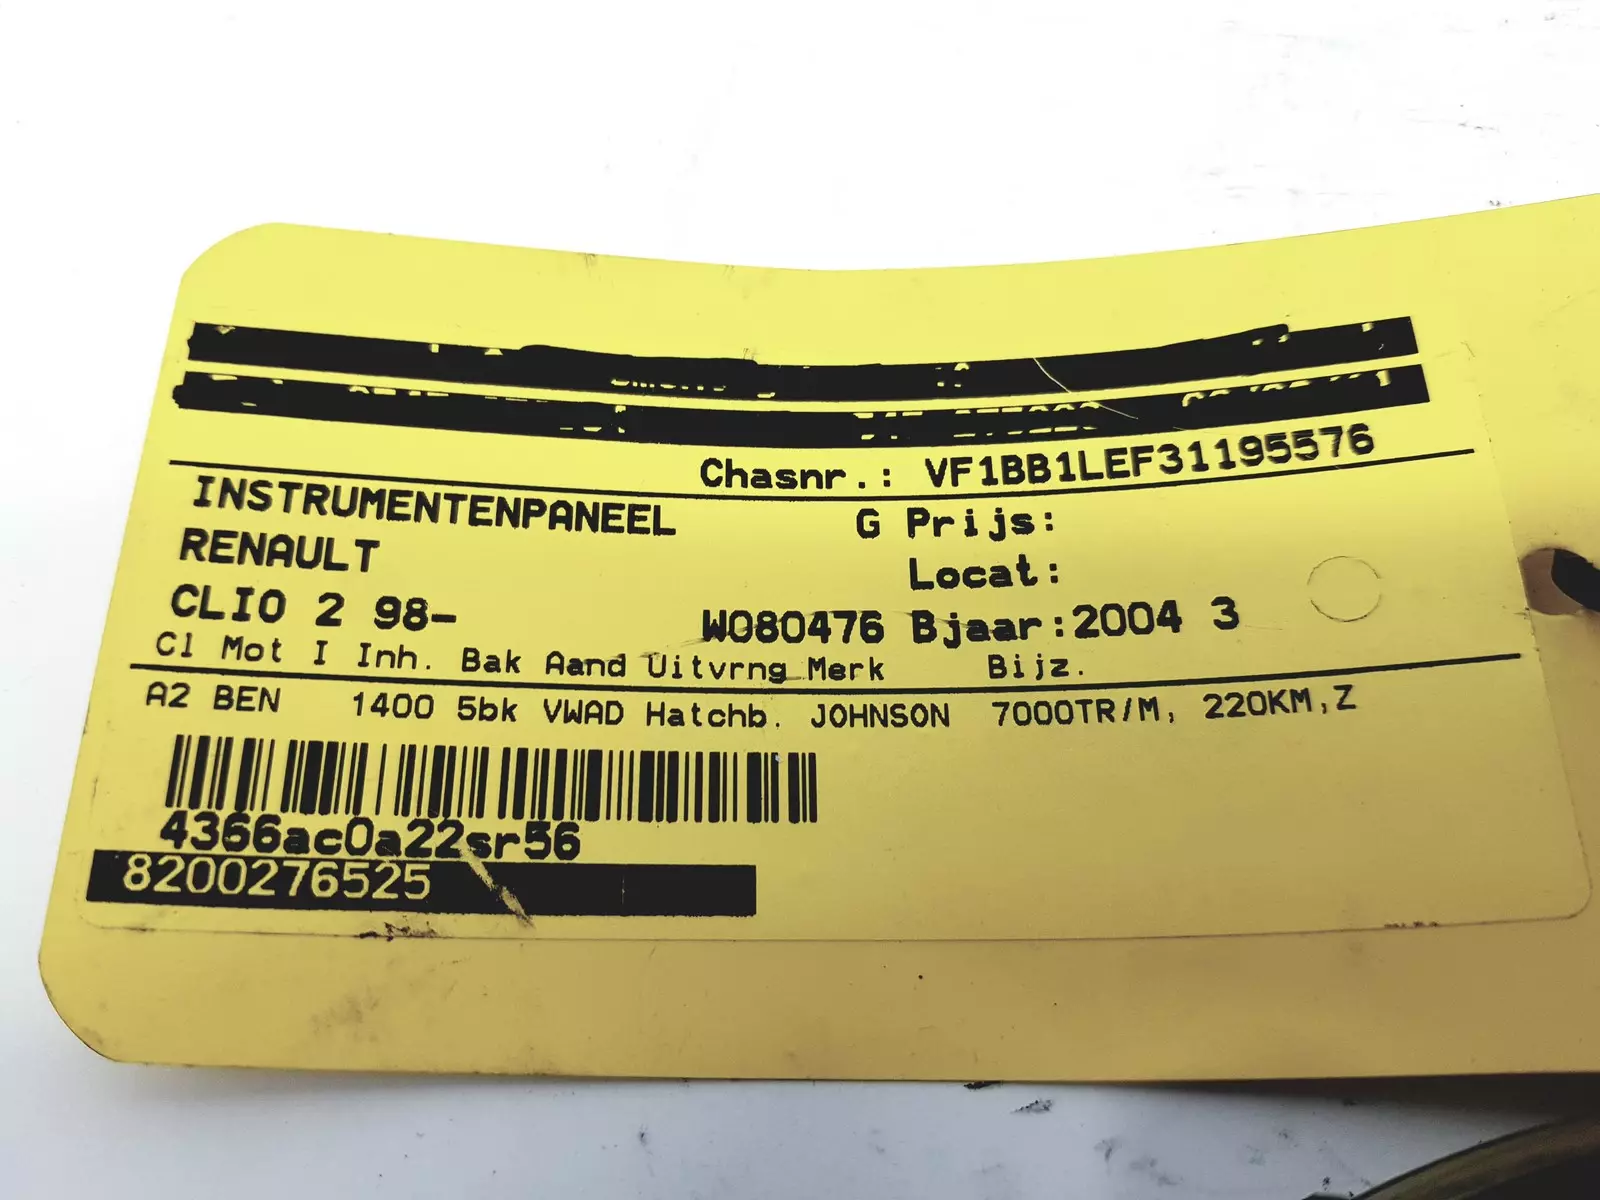 Chasnr.: VF1BB1LEF31195576
INSTRUMENTENPANEEL G Prijs:
RENAULT Locat:
CLIO 2 98- W080476 Bjaar:2004 3
Cl Mot I Inh. Bak Aand Uitvrng Merk Bijz.
A2 BEN 1400 5bk VWAD Hatchb. JOHNSON 7000TR/M, 220KM,Z
4366ac0a22sr56
8200276525